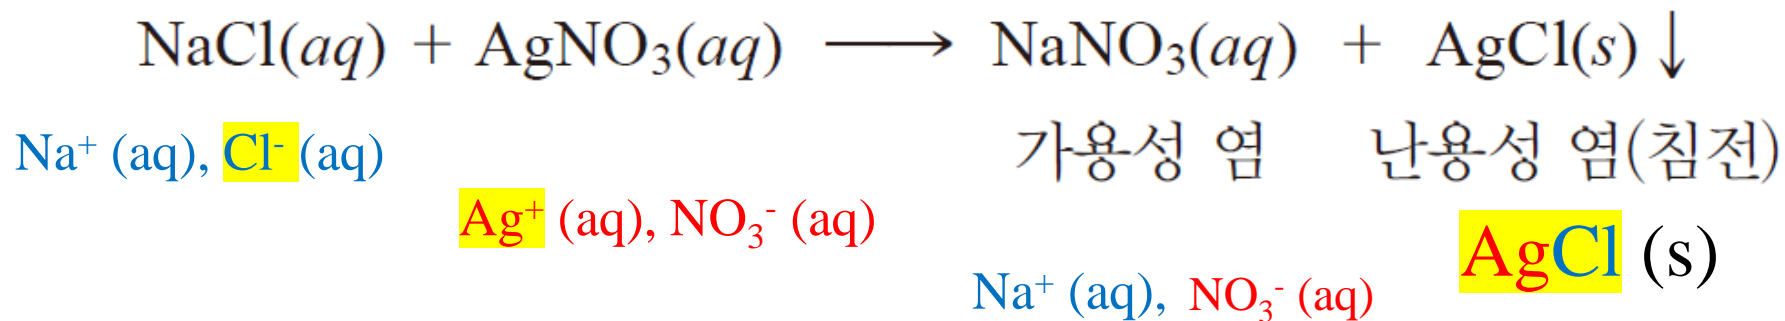 NaCl(aq) + AgNO₃(aq) ⟶ NaNO₃(aq) + AgCl(s)↓
Na⁺ (aq), Cl⁻ (aq)
가용성 염 난용성 염(침전)
Ag⁺ (aq), NO₃⁻ (aq)
AgCl (s)
Na⁺ (aq), NO₃⁻ (aq)